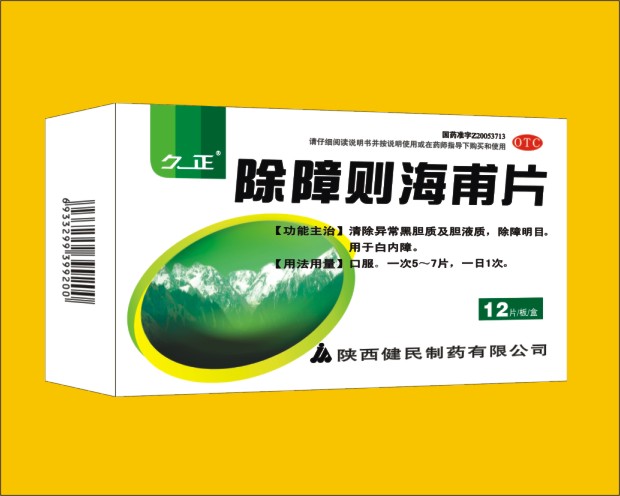 久正®
国药准字Z20053713
请仔细阅读说明书并按说明使用或在药师指导下购买和使用
OTC
除障则海甫片
【功能主治】清除异常黑胆质及胆液质，除障明目。
用于白内障。
【用法用量】口服。一次5～7片，一日1次。
12片/板/盒
陕西健民制药有限公司
6933299399200